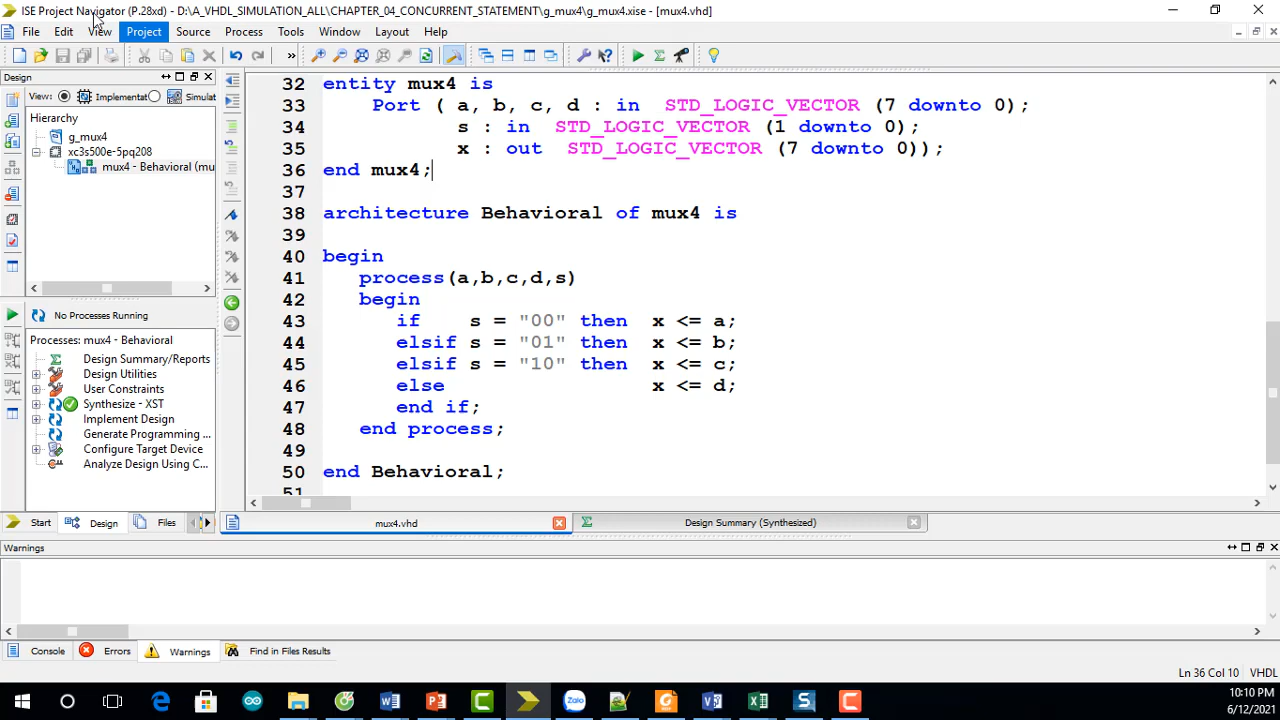 ISE Project Navigator (P.28xd) - D:\A_VHDL_SIMULATION_ALL\CHAPTER_04_CONCURRENT_STATEMENT\g_mux4\g_mux4.xise - [mux4.vhd]
File Edit View Project Source Process Tools Window Layout Help
Design
View: Implementat Simulat
Hierarchy
g_mux4
xc3s500e-5pq208
mux4 - Behavioral (mu
No Processes Running
Processes: mux4 - Behavioral
Design Summary/Reports
Design Utilities
User Constraints
Synthesize - XST
Implement Design
Generate Programming ...
Configure Target Device
Analyze Design Using C...
Start Design Files
32 entity mux4 is
33 Port ( a, b, c, d : in STD_LOGIC_VECTOR (7 downto 0);
34 s : in STD_LOGIC_VECTOR (1 downto 0);
35 x : out STD_LOGIC_VECTOR (7 downto 0));
36 end mux4;
37
38 architecture Behavioral of mux4 is
39
40 begin
41 process(a,b,c,d,s)
42 begin
43 if s = "00" then x <= a;
44 elsif s = "01" then x <= b;
45 elsif s = "10" then x <= c;
46 else x <= d;
47 end if;
48 end process;
49
50 end Behavioral;
51
mux4.vhd Design Summary (Synthesized)
Warnings
Console Errors Warnings Find in Files Results
Ln 36 Col 10 VHDL
10:10 PM
6/12/2021